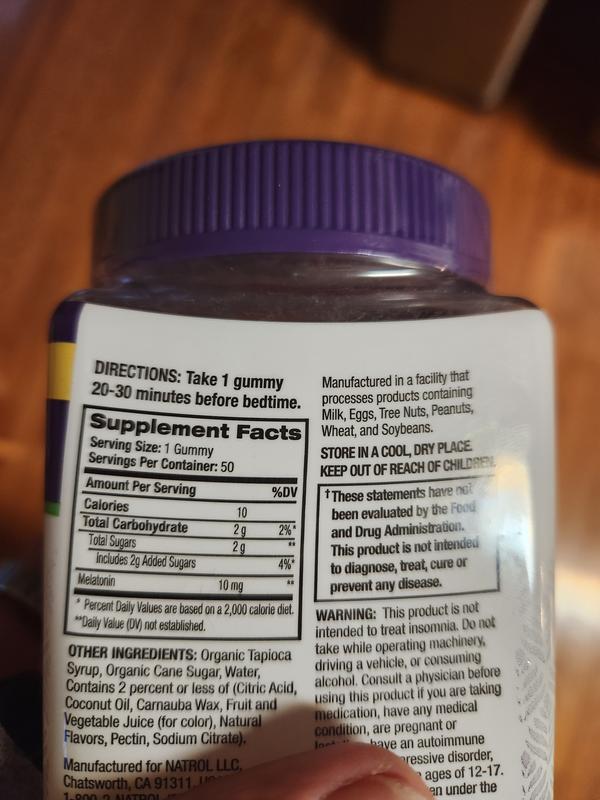 DIRECTIONS: Take 1 gummy
20-30 minutes before bedtime.
Supplement Facts
Serving Size: 1 Gummy
Servings Per Container: 50
Amount Per Serving %DV
Calories 10
Total Carbohydrate 2 g 2%*
Total Sugars 2 g **
Includes 2g Added Sugars 4%*
Melatonin 10 mg **
* Percent Daily Values are based on a 2,000 calorie diet.
**Daily Value (DV) not established.
OTHER INGREDIENTS: Organic Tapioca
Syrup, Organic Cane Sugar, Water,
Contains 2 percent or less of (Citric Acid,
Coconut Oil, Carnauba Wax, Fruit and
Vegetable Juice (for color), Natural
Flavors, Pectin, Sodium Citrate).
Manufactured for NATROL LLC,
Chatsworth, CA 91311,
1-800-2-NATROL
Manufactured in a facility that
processes products containing
Milk, Eggs, Tree Nuts, Peanuts,
Wheat, and Soybeans.
STORE IN A COOL, DRY PLACE.
KEEP OUT OF REACH OF CHILDREN.
†These statements have not
been evaluated by the Food
and Drug Administration.
This product is not intended
to diagnose, treat, cure or
prevent any disease.
WARNING: This product is not
intended to treat insomnia. Do not
take while operating machinery,
driving a vehicle, or consuming
alcohol. Consult a physician before
using this product if you are taking
medication, have any medical
condition, are pregnant or
have an autoimmune
disorder,
ages of 12-17.
under the